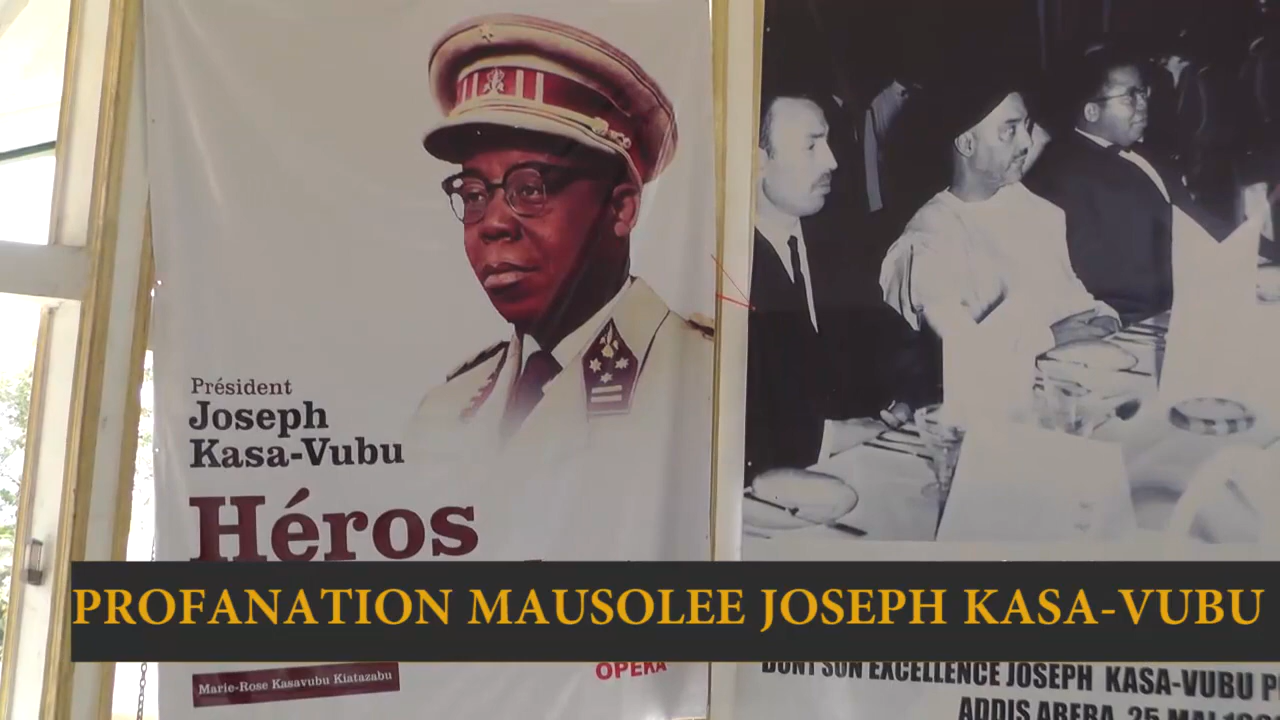 Président
Joseph
Kasa-Vubu
Héros
PROFANATION MAUSOLEE JOSEPH KASA-VUBU
Marie-Rose Kasavubu Kiatazabu
OPERA
DONT SON EXCELLENCE JOSEPH KASA-VUBU
ADDIS ABEBA, 25 MAI